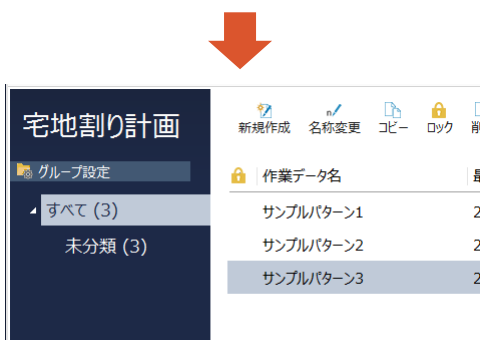 宅地割り計画
新規作成 名称変更 コピー ロック
グループ設定
作業データ名
すべて (3)
サンプルパターン1 2
未分類 (3)
サンプルパターン2 2
サンプルパターン3 2